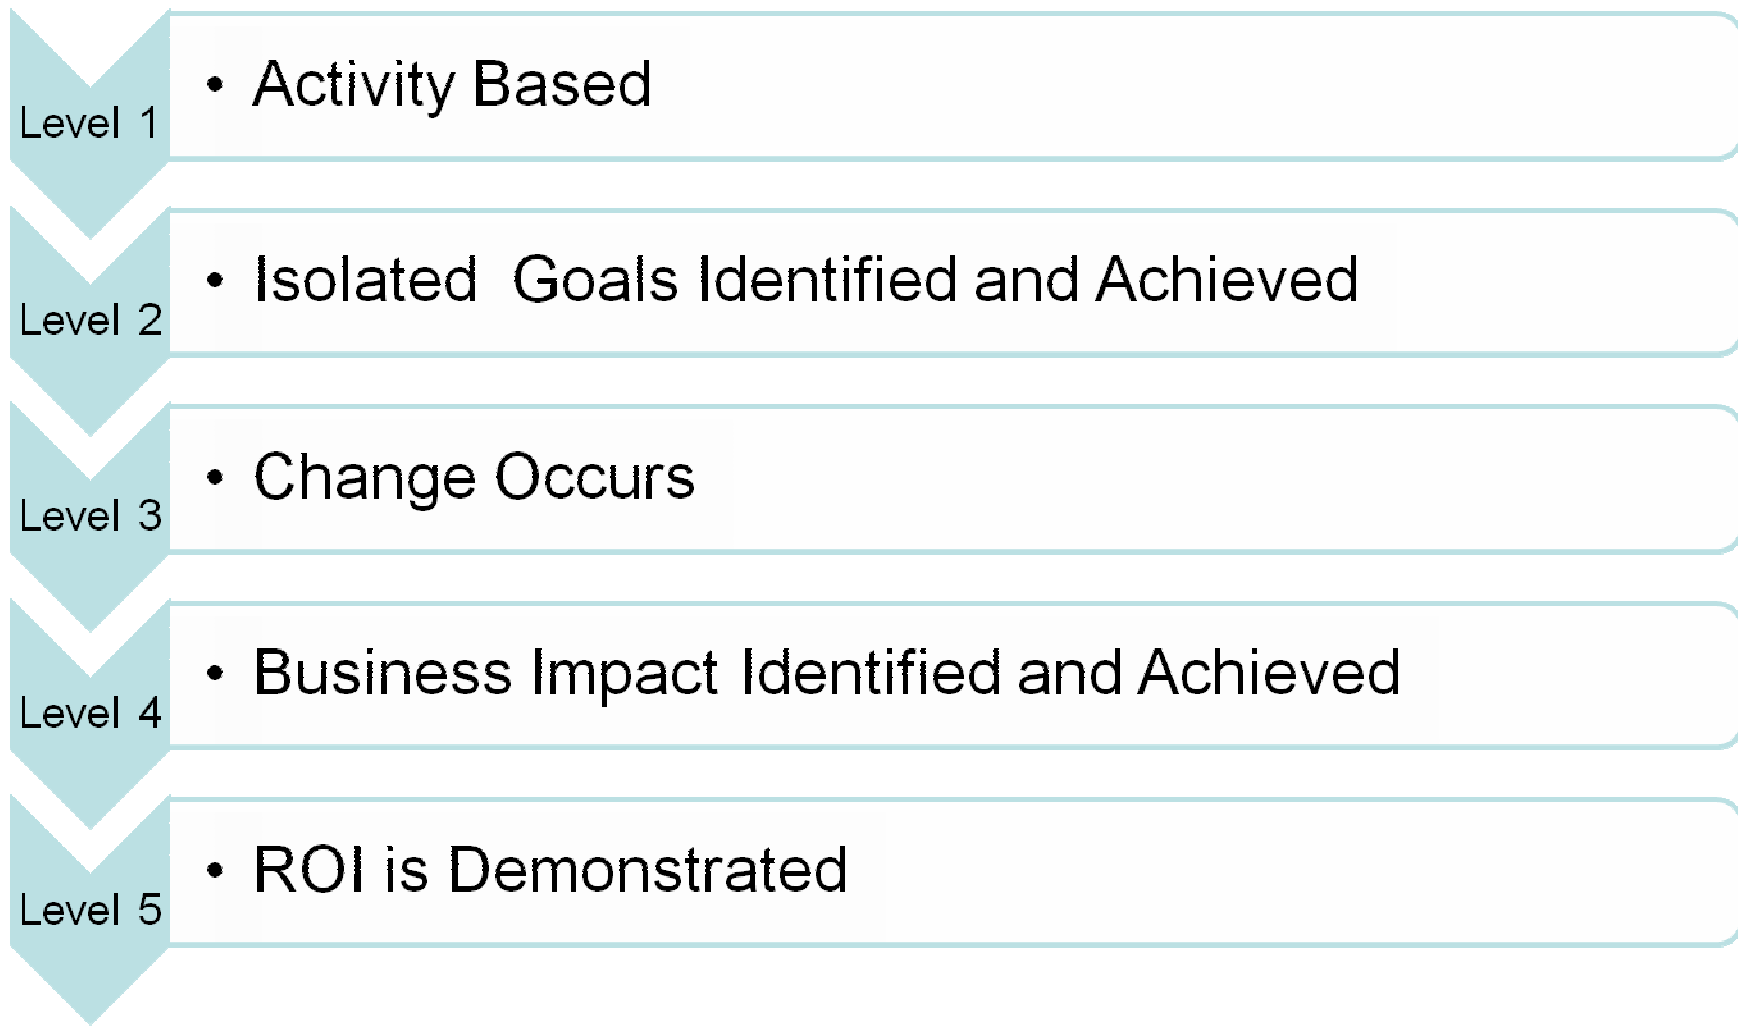 Level 1
• Activity Based
Level 2
• Isolated Goals Identified and Achieved
Level 3
• Change Occurs
Level 4
• Business Impact Identified and Achieved
Level 5
• ROI is Demonstrated